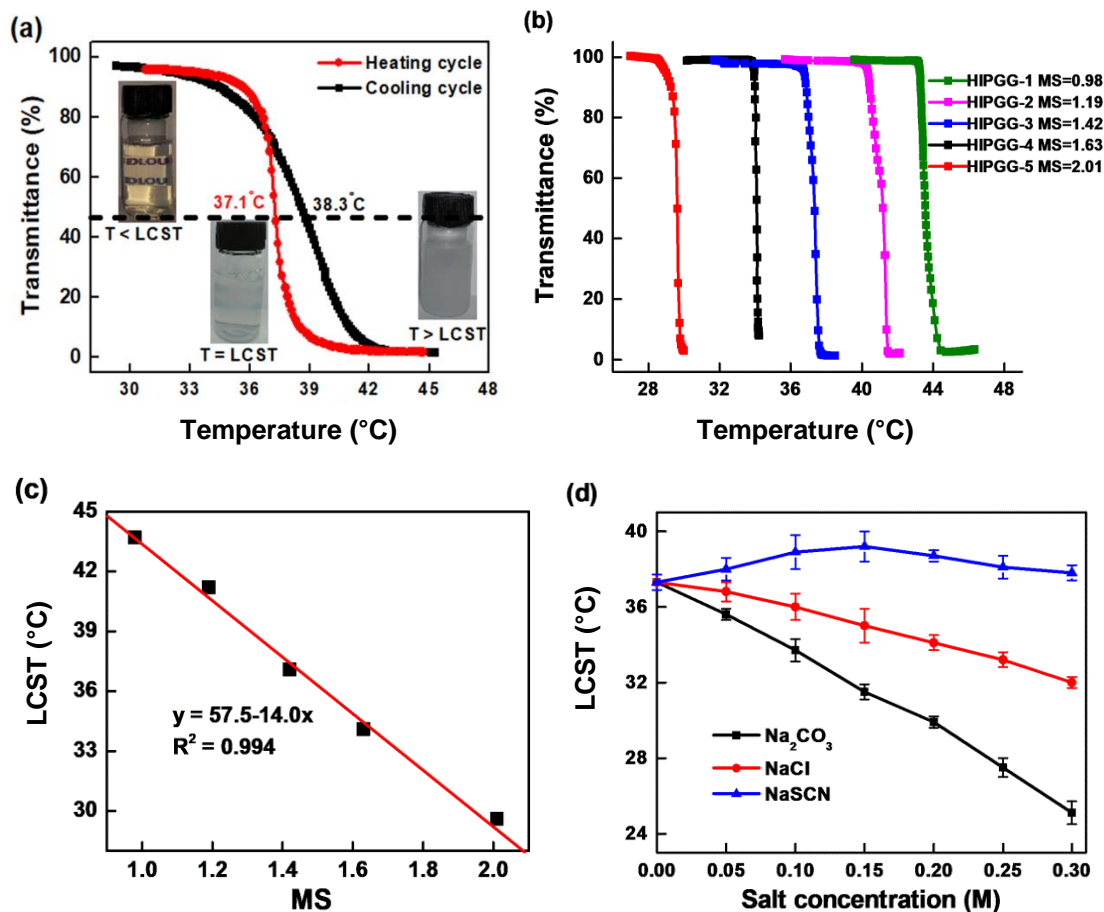 (a)
Transmittance (%)
100
80
60
40
20
0
Heating cycle
Cooling cycle
37.1°C
38.3°C
T < LCST
T = LCST
T > LCST
30 33 36 39 42 45 48
Temperature (°C)
(b)
Transmittance (%)
100
80
60
40
20
0
HIPGG-1 MS=0.98
HIPGG-2 MS=1.19
HIPGG-3 MS=1.42
HIPGG-4 MS=1.63
HIPGG-5 MS=2.01
28 32 36 40 44 48
Temperature (°C)
(c)
LCST (°C)
45
42
39
36
33
30
y = 57.5-14.0x
R² = 0.994
1.0 1.2 1.4 1.6 1.8 2.0
MS
(d)
LCST (°C)
40
36
32
28
24
Na₂CO₃
NaCl
NaSCN
0.00 0.05 0.10 0.15 0.20 0.25 0.30
Salt concentration (M)